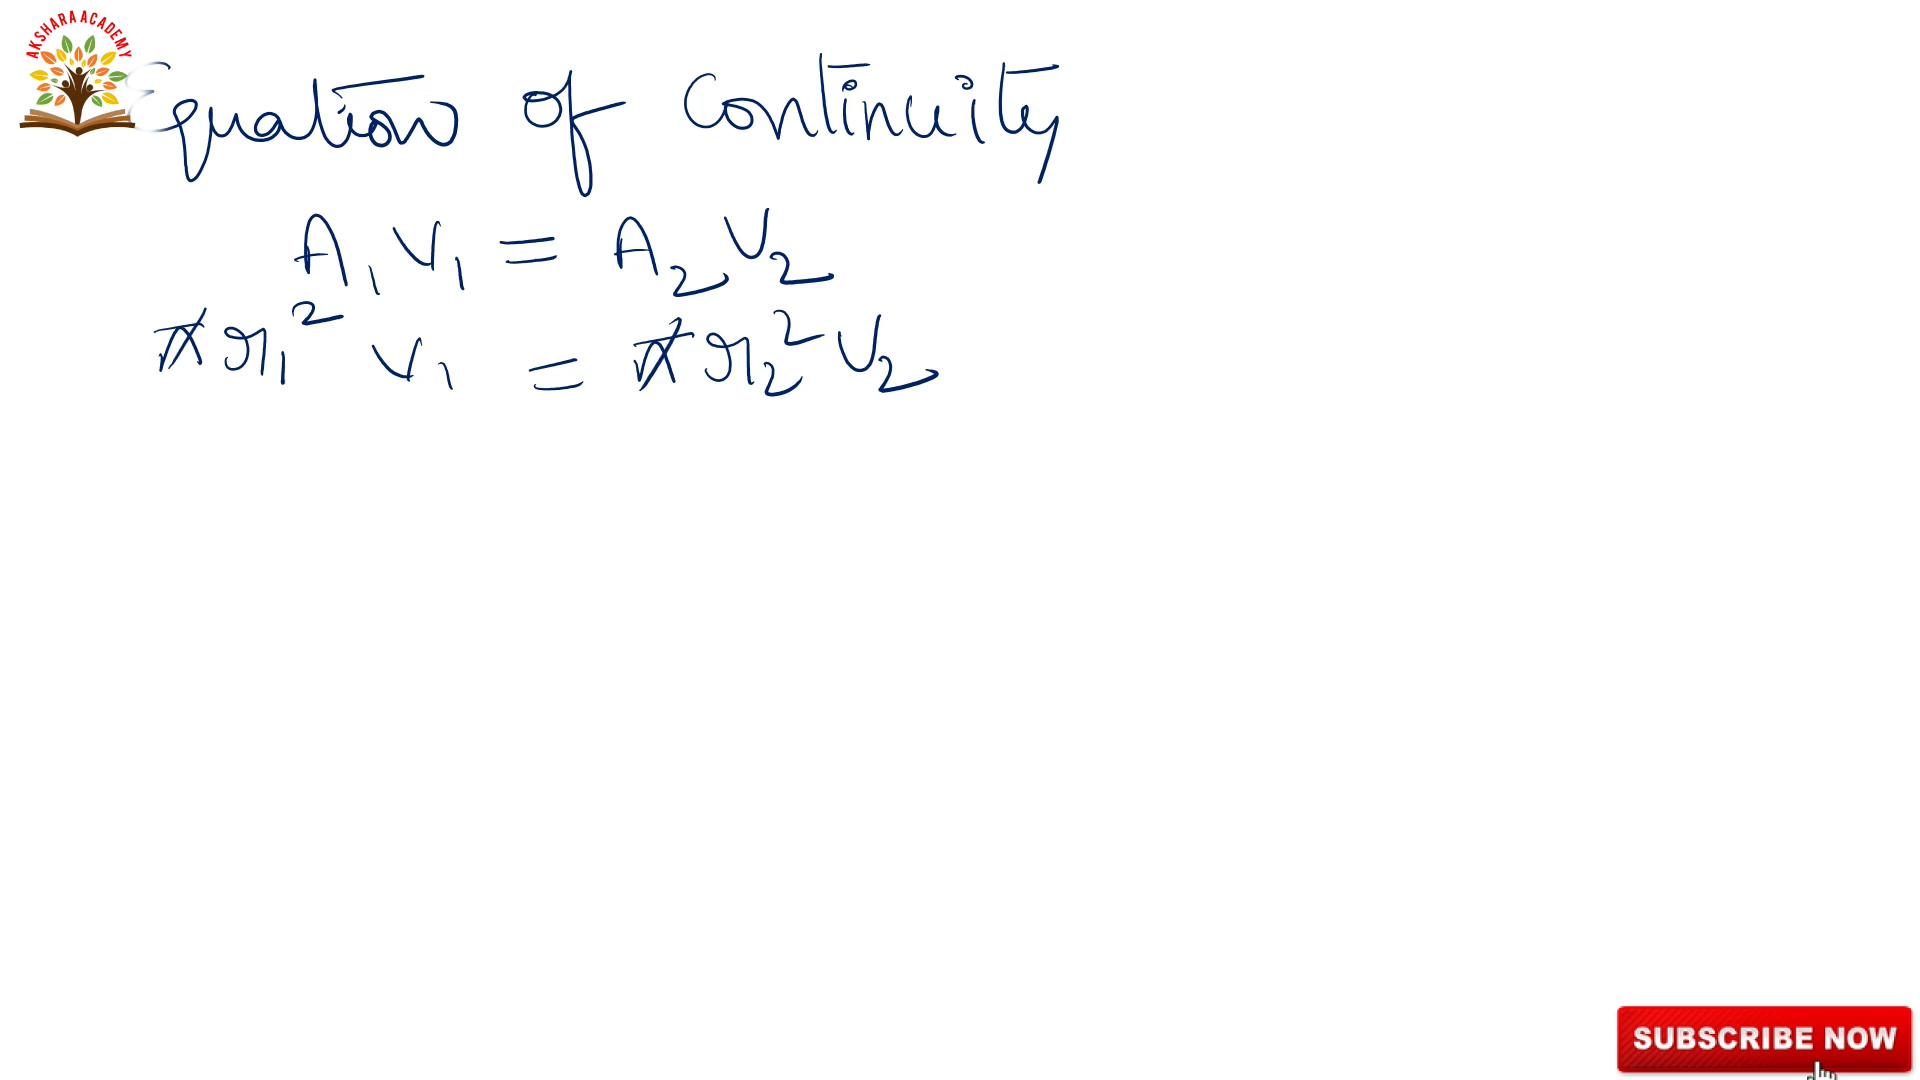 AKSHARA ACADEMY
Equation of Continuity
A₁V₁ = A₂V₂
πr₁² V₁ = πr₂² V₂
SUBSCRIBE NOW